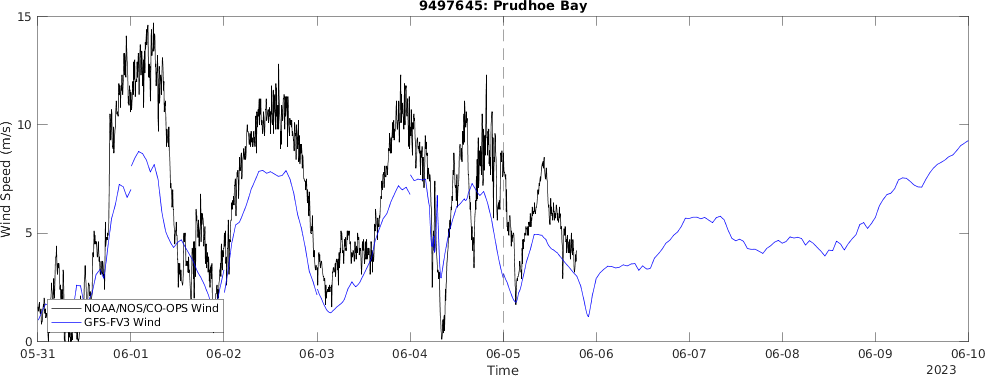 9497645: Prudhoe Bay
Wind Speed (m/s)
15
10
5
0
NOAA/NOS/CO-OPS Wind
GFS-FV3 Wind
05-31 06-01 06-02 06-03 06-04 06-05 06-06 06-07 06-08 06-09 06-10
Time
2023